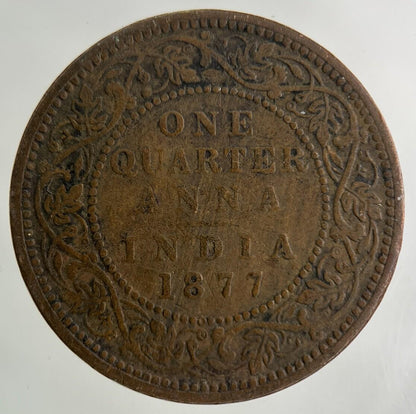 ONE
QUARTER
ANNA
INDIA
1877